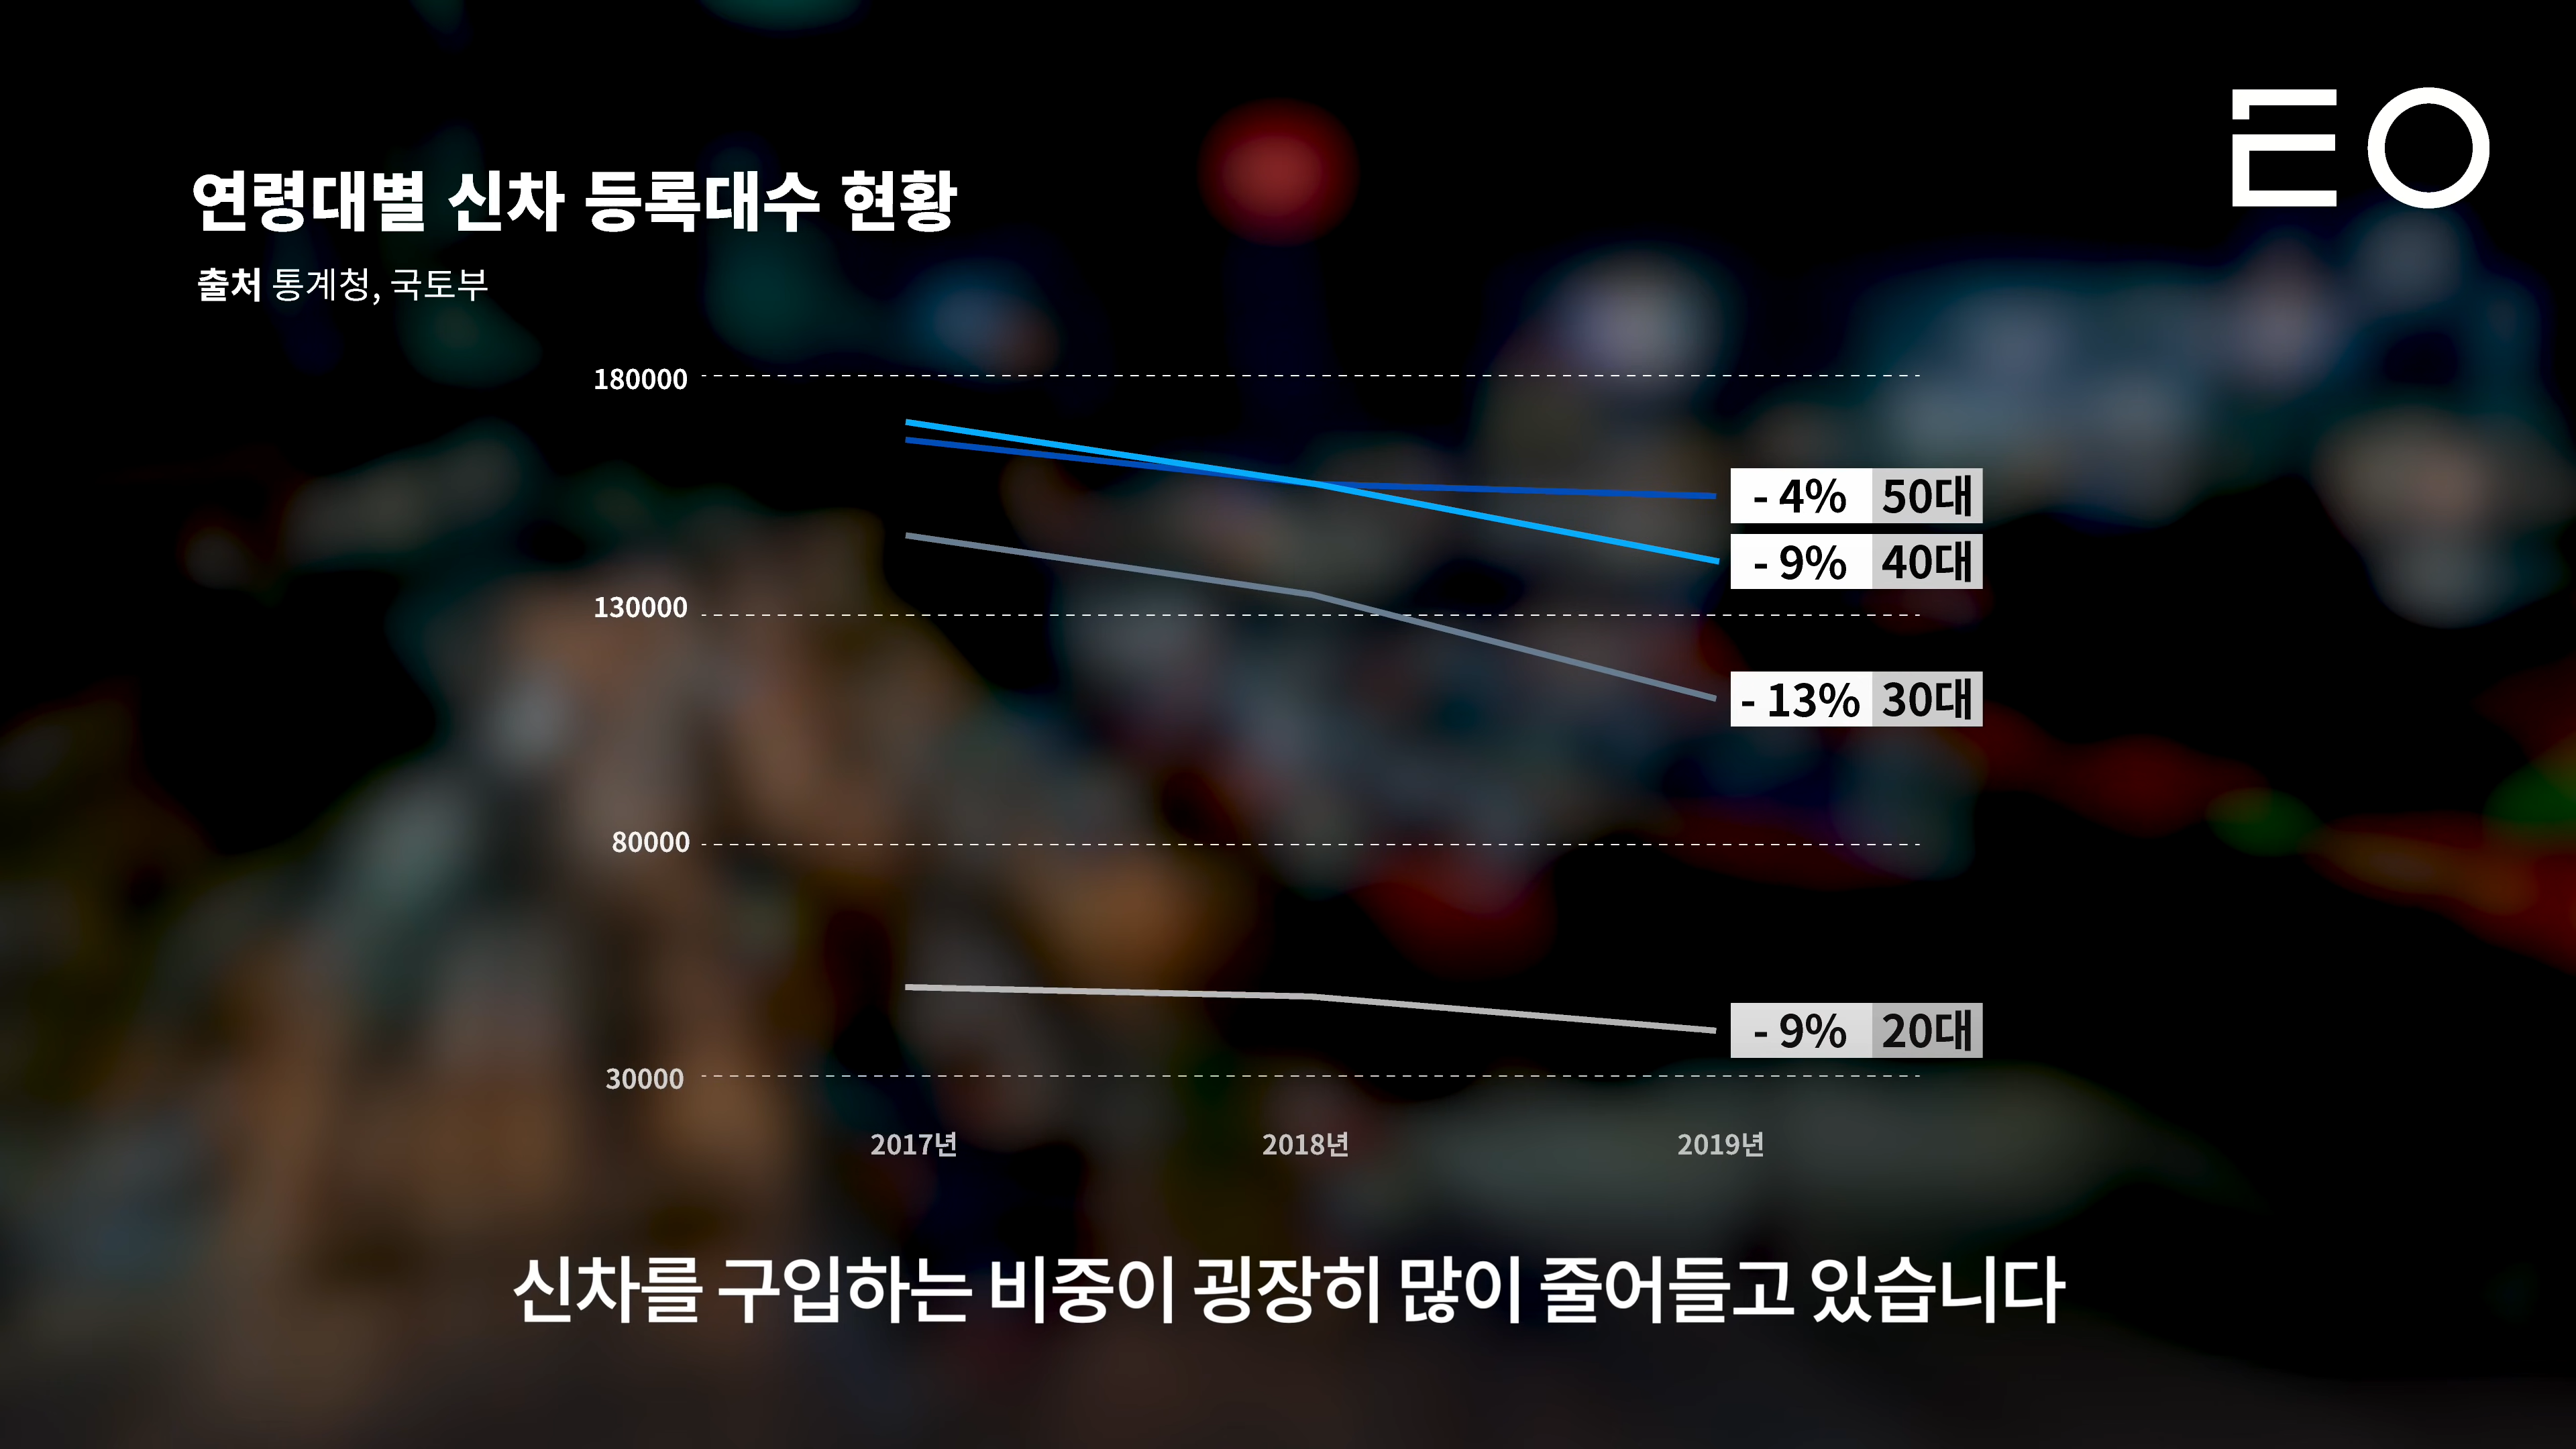 EO
연령대별 신차 등록대수 현황
출처 통계청, 국토부
180000
130000
80000
30000
- 4% 50대
- 9% 40대
- 13% 30대
- 9% 20대
2017년 2018년 2019년
신차를 구입하는 비중이 굉장히 많이 줄어들고 있습니다